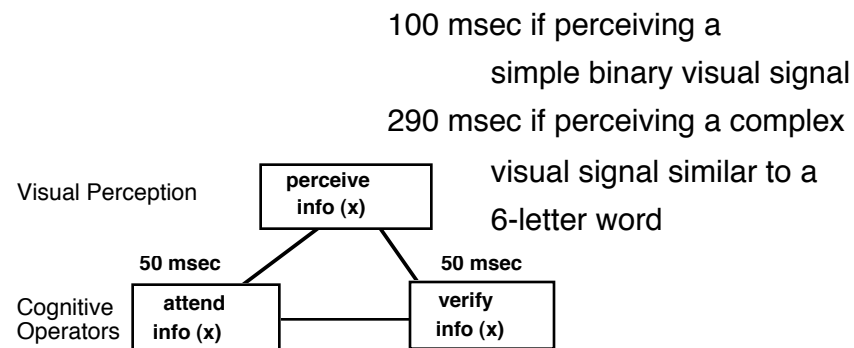 100 msec if perceiving a
simple binary visual signal
290 msec if perceiving a complex
visual signal similar to a
6-letter word
Visual Perception
perceive
info (x)
50 msec
50 msec
Cognitive
Operators
attend
info (x)
verify
info (x)